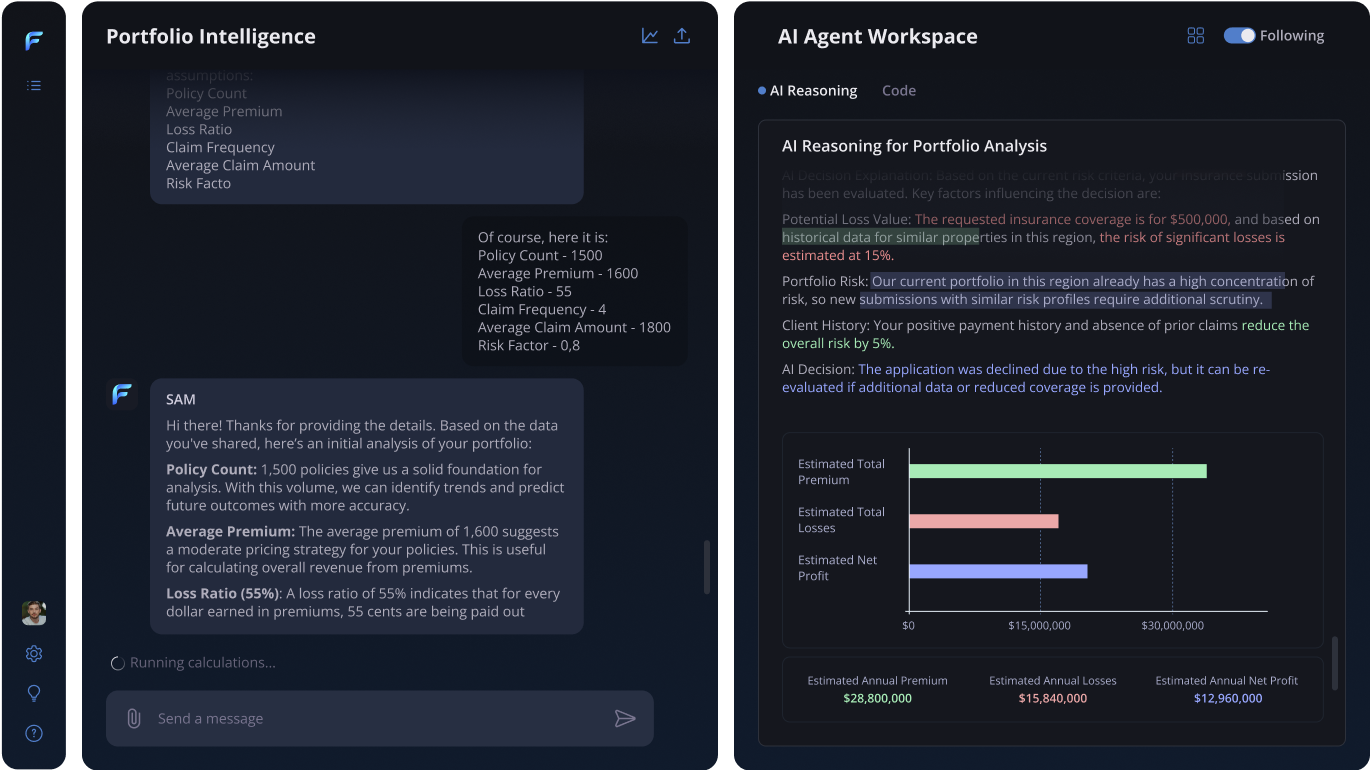 Portfolio Intelligence
assumptions:
Policy Count
Average Premium
Loss Ratio
Claim Frequency
Average Claim Amount
Risk Facto
Of course, here it is:
Policy Count - 1500
Average Premium - 1600
Loss Ratio - 55
Claim Frequency - 4
Average Claim Amount - 1800
Risk Factor - 0,8
SAM
Hi there! Thanks for providing the details. Based on the data
you've shared, here's an initial analysis of your portfolio:
Policy Count: 1,500 policies give us a solid foundation for
analysis. With this volume, we can identify trends and predict
future outcomes with more accuracy.
Average Premium: The average premium of 1,600 suggests
a moderate pricing strategy for your policies. This is useful
for calculating overall revenue from premiums.
Loss Ratio (55%): A loss ratio of 55% indicates that for every
dollar earned in premiums, 55 cents are being paid out
Running calculations...
Send a message
AI Agent Workspace
Following
AI Reasoning
Code
AI Reasoning for Portfolio Analysis
AI Decision Explanation: Based on the current risk criteria, your insurance submission
has been evaluated. Key factors influencing the decision are:
Potential Loss Value: The requested insurance coverage is for $500,000, and based on
historical data for similar properties in this region, the risk of significant losses is
estimated at 15%.
Portfolio Risk: Our current portfolio in this region already has a high concentration of
risk, so new submissions with similar risk profiles require additional scrutiny.
Client History: Your positive payment history and absence of prior claims reduce the
overall risk by 5%.
AI Decision: The application was declined due to the high risk, but it can be re-
evaluated if additional data or reduced coverage is provided.
Estimated Total
Premium
Estimated Total
Losses
Estimated Net
Profit
$0
$15,000,000
$30,000,000
Estimated Annual Premium
$28,800,000
Estimated Annual Losses
$15,840,000
Estimated Annual Net Profit
$12,960,000